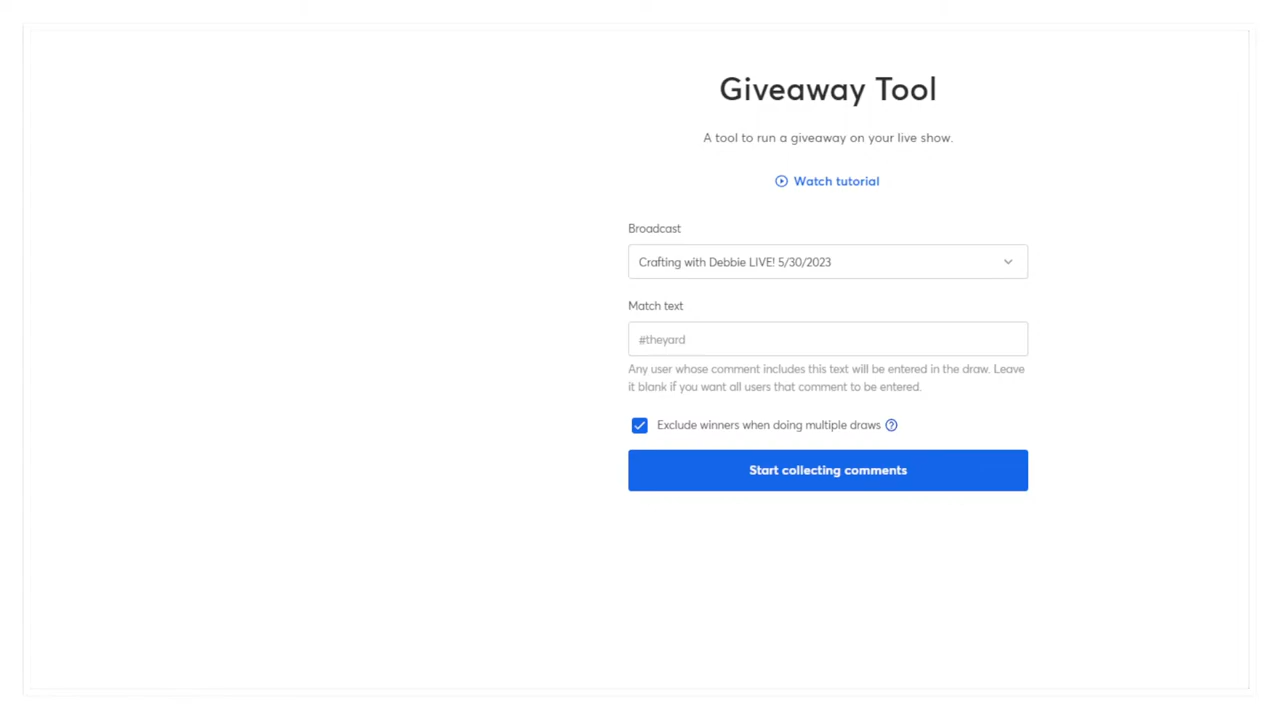 Giveaway Tool
A tool to run a giveaway on your live show.
Watch tutorial
Broadcast
Crafting with Debbie LIVE! 5/30/2023
Match text
#theyard
Any user whose comment includes this text will be entered in the draw. Leave
it blank if you want all users that comment to be entered.
Exclude winners when doing multiple draws
Start collecting comments